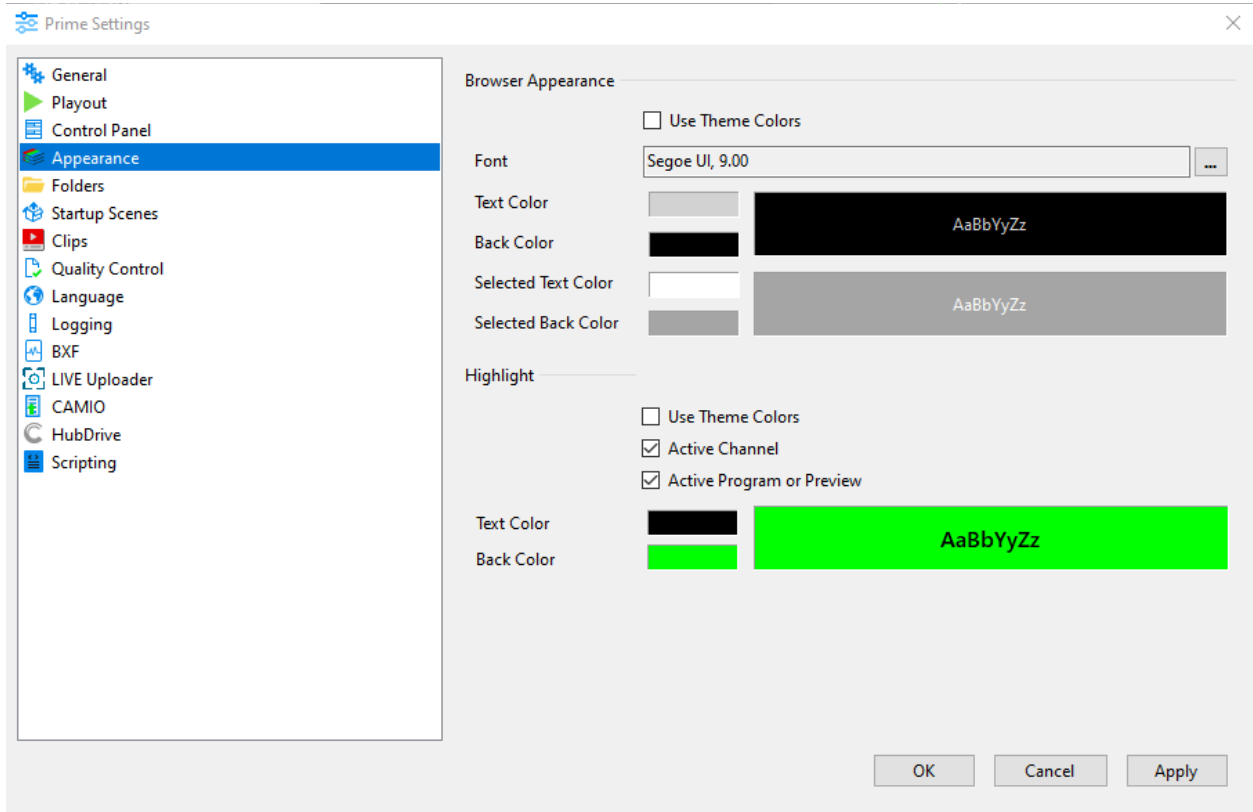 Prime Settings
General
Playout
Control Panel
Appearance
Folders
Startup Scenes
Clips
Quality Control
Language
Logging
BXF
LIVE Uploader
CAMIO
HubDrive
Scripting
Browser Appearance
Use Theme Colors
Font
Segoe UI, 9.00
...
Text Color
AaBbYyZz
Back Color
Selected Text Color
AaBbYyZz
Selected Back Color
Highlight
Use Theme Colors
Active Channel
Active Program or Preview
Text Color
AaBbYyZz
Back Color
OK
Cancel
Apply